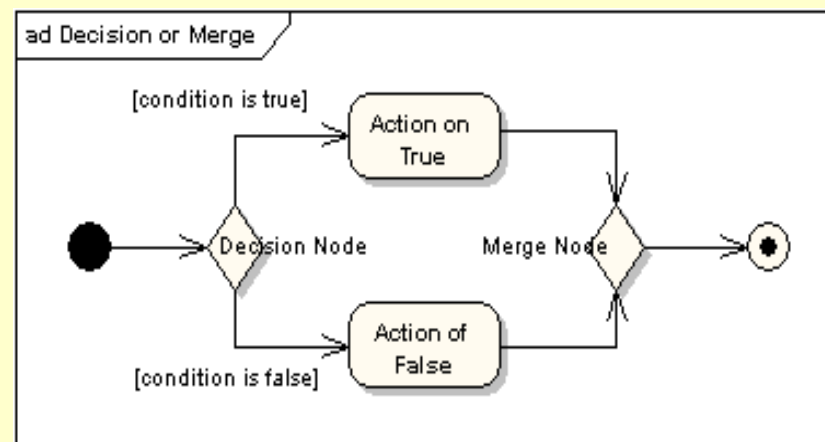 ad Decision or Merge
[condition is true]
Action on
True
Decision Node
Merge Node
Action of
False
[condition is false]